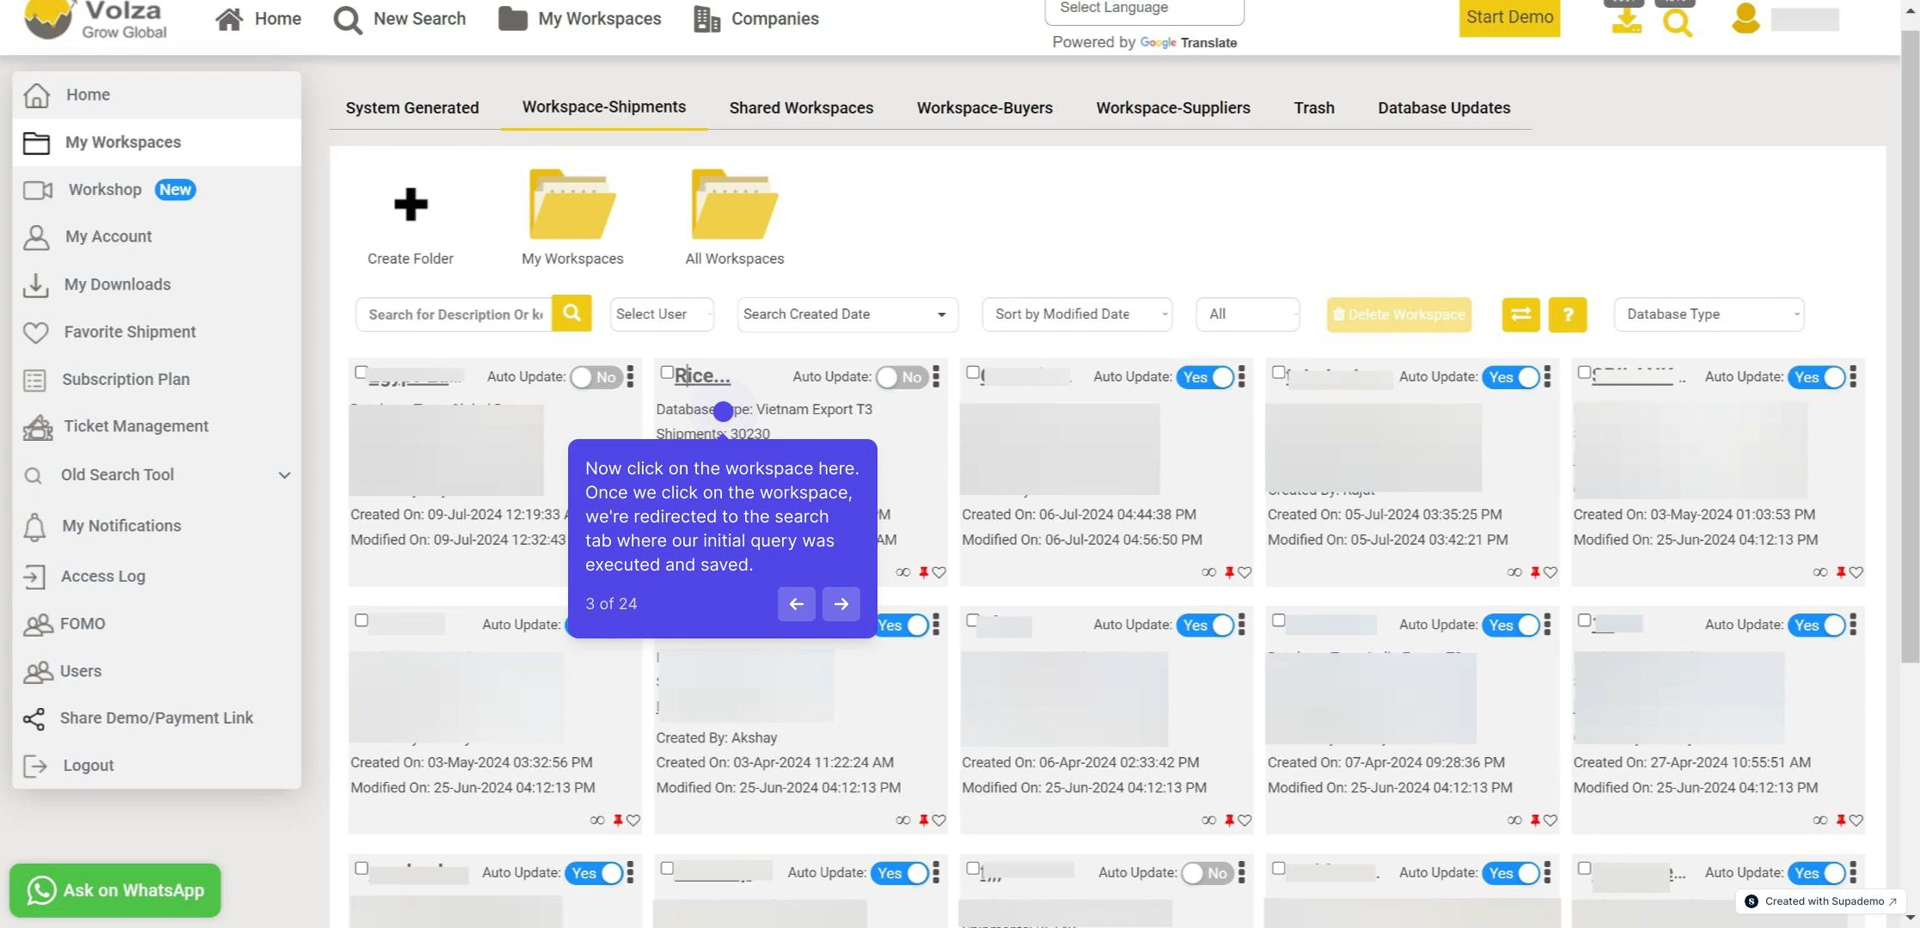 Volza
Grow Global
Home
New Search
My Workspaces
Companies
Select Language
Powered by Google Translate
Start Demo
Home
My Workspaces
Workshop New
My Account
My Downloads
Favorite Shipment
Subscription Plan
Ticket Management
Old Search Tool
My Notifications
Access Log
FOMO
Users
Share Demo/Payment Link
Logout
Ask on WhatsApp
System Generated
Workspace-Shipments
Shared Workspaces
Workspace-Buyers
Workspace-Suppliers
Trash
Database Updates
Create Folder
My Workspaces
All Workspaces
Search for Description Or
Select User
Search Created Date
Sort by Modified Date
All
Delete Workspace
?
Database Type
Auto Update: No
Rice...
Auto Update: No
Auto Update: Yes
Auto Update: Yes
Auto Update: Yes
Vietnam Export T3
Shipments: 30230
Now click on the workspace here.
Once we click on the workspace,
we're redirected to the search
tab where our initial query was
executed and saved.
3 of 24
Created On: 09-Jul-2024 12:19:33
Modified On: 09-Jul-2024 12:32:43
Created On: 06-Jul-2024 04:44:38 PM
Modified On: 06-Jul-2024 04:56:50 PM
Created On: 05-Jul-2024 03:35:25 PM
Modified On: 05-Jul-2024 03:42:21 PM
Created On: 03-May-2024 01:03:53 PM
Modified On: 25-Jun-2024 04:12:13 PM
Auto Update:
Yes
Auto Update: Yes
Auto Update: Yes
Auto Update: Yes
Created On: 03-May-2024 03:32:56 PM
Modified On: 25-Jun-2024 04:12:13 PM
Created By: Akshay
Created On: 03-Apr-2024 11:22:24 AM
Modified On: 25-Jun-2024 04:12:13 PM
Created On: 06-Apr-2024 02:33:42 PM
Modified On: 25-Jun-2024 04:12:13 PM
Created On: 07-Apr-2024 09:28:36 PM
Modified On: 25-Jun-2024 04:12:13 PM
Created On: 27-Apr-2024 10:55:51 AM
Modified On: 25-Jun-2024 04:12:13 PM
Auto Update: Yes
Auto Update: Yes
Auto Update: No
Auto Update: Yes
Auto Update: Yes
Created with Supademo